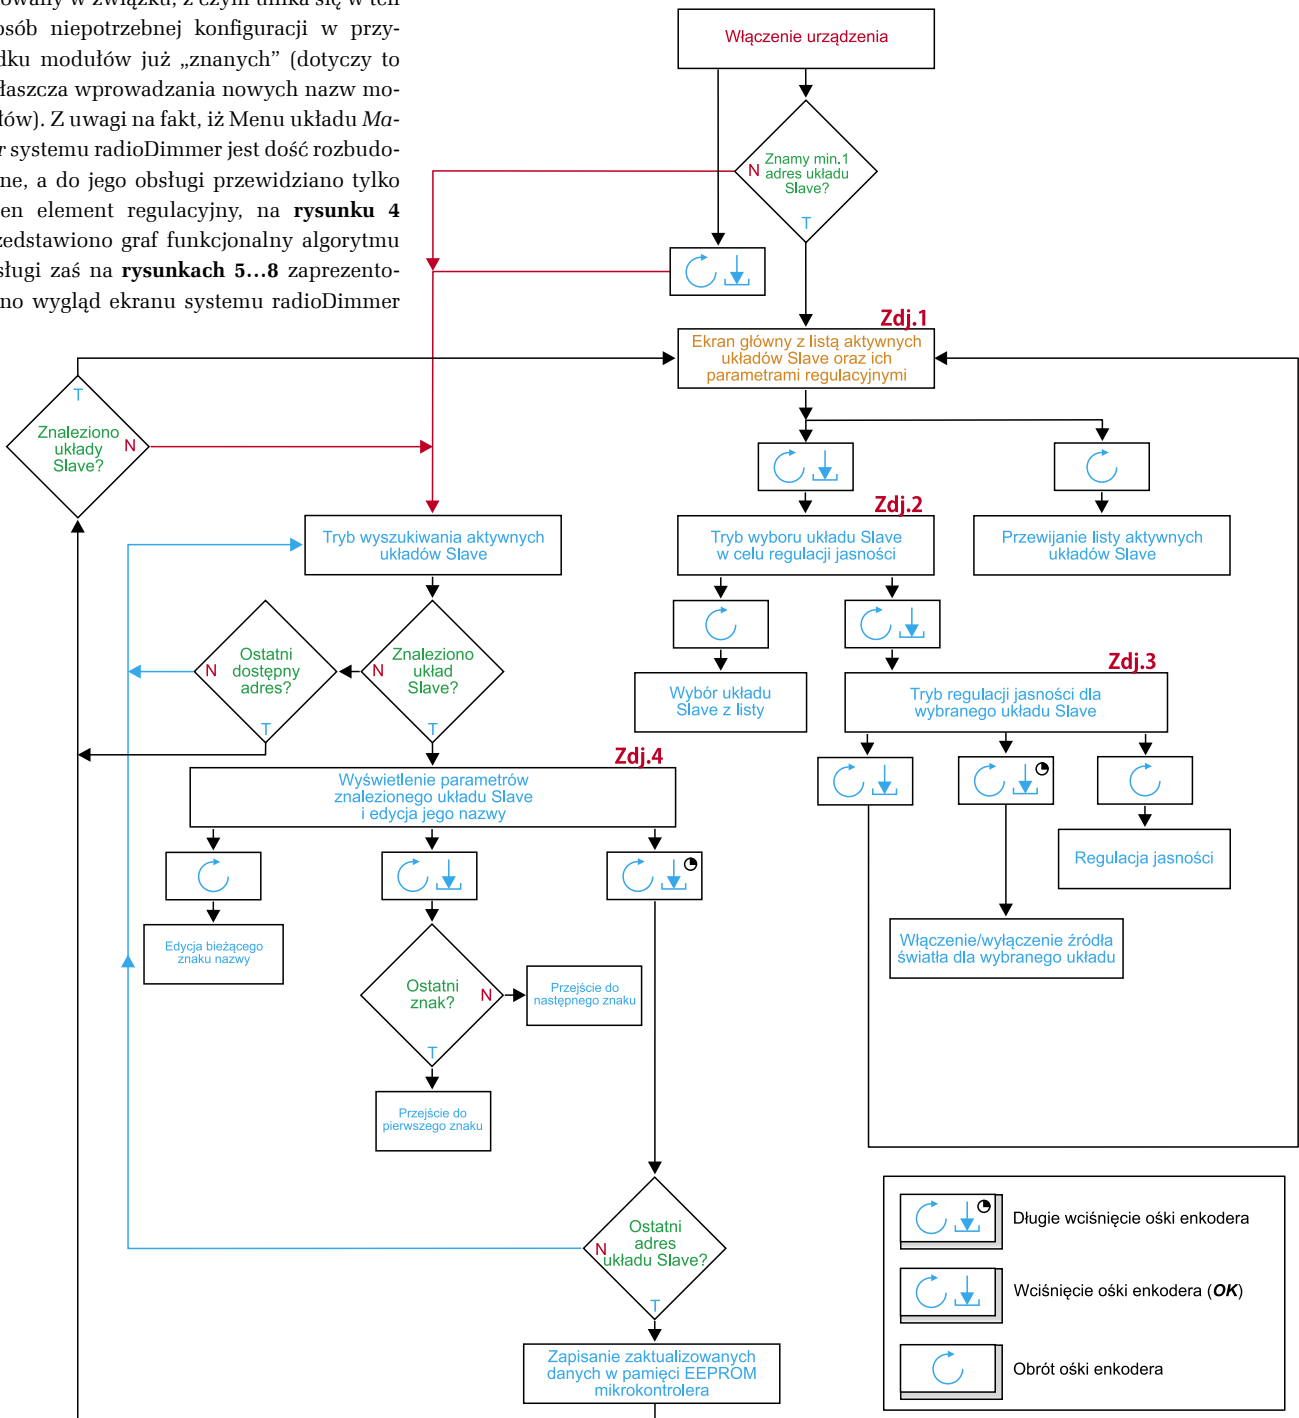 owany w związku, z czym unika się w ten
osób niepotrzebnej konfiguracji w przy-
dku modułów już „znanych” (dotyczy to
łaszcza wprowadzania nowych nazw mo-
łów). Z uwagi na fakt, iż Menu układu Ma-
r systemu radioDimmer jest dość rozbudo-
ne, a do jego obsługi przewidziano tylko
en element regulacyjny, na rysunku 4
zedstawiono graf funkcjonalny algorytmu
sługi zaś na rysunkach 5...8 zaprezento-
no wygląd ekranu systemu radioDimmer
Włączenie urządzenia
Znamy min.1
adres układu
Slave?
N
T
Zdj.1
Ekran główny z listą aktywnych
układów Slave oraz ich
parametrami regulacyjnymi
T
Znaleziono
układy
Slave?
N
Zdj.2
Tryb wyszukiwania aktywnych
układów Slave
Tryb wyboru układu Slave
w celu regulacji jasności
Przewijanie listy aktywnych
układów Slave
Ostatni
dostępny
adres?
N
T
Znaleziono
układ
Slave?
N
T
Wybór układu
Slave z listy
Zdj.3
Tryb regulacji jasności dla
wybranego układu Slave
Zdj.4
Wyświetlenie parametrów
znalezionego układu Slave
i edycja jego nazwy
Regulacja jasności
Edycja bieżącego
znaku nazwy
Włączenie/wyłączenie źródła
światła dla wybranego układu
Ostatni
znak?
N
T
Przejście do
następnego znaku
Przejście do
pierwszego znaku
Ostatni
adres
układu Slave?
N
T
Zapisanie zaktualizowanych
danych w pamięci EEPROM
mikrokontrolera
Długie wciśnięcie ośki enkodera
Wciśnięcie ośki enkodera (OK)
Obrót ośki enkodera